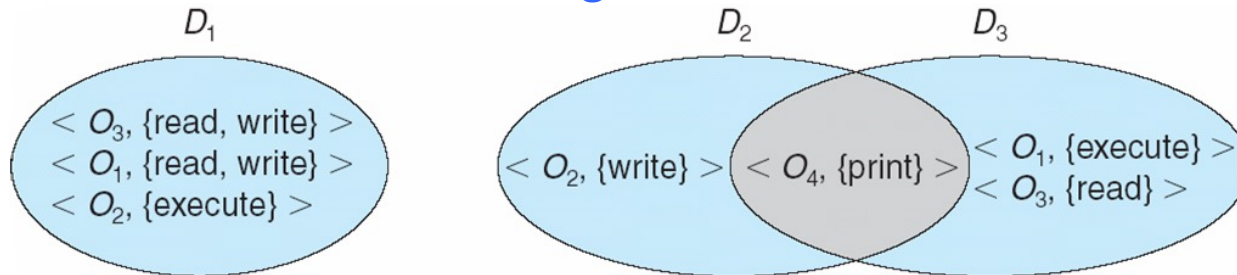 D₁
D₂
D₃
< O₃, {read, write} >
< O₁, {read, write} >
< O₂, {execute} >
< O₂, {write} >
< O₄, {print} >
< O₁, {execute} >
< O₃, {read} >